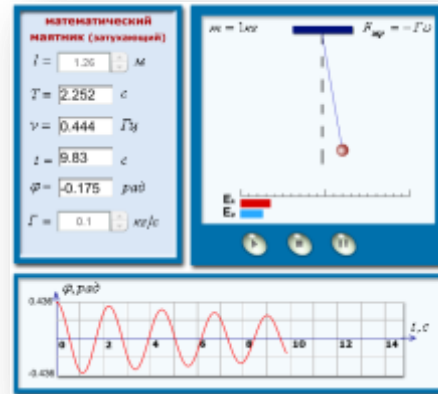 математический
маятник (затухающий)
l = 1.26 м
T = 2.252 с
ν = 0.444 Гц
t = 9.83 с
φ = -0.175 рад
Γ = 0.1 кг/с
m = 1кг
E
E
φ, рад
0.436
0 2 4 6 8 10 12 14
t, с
-0.436